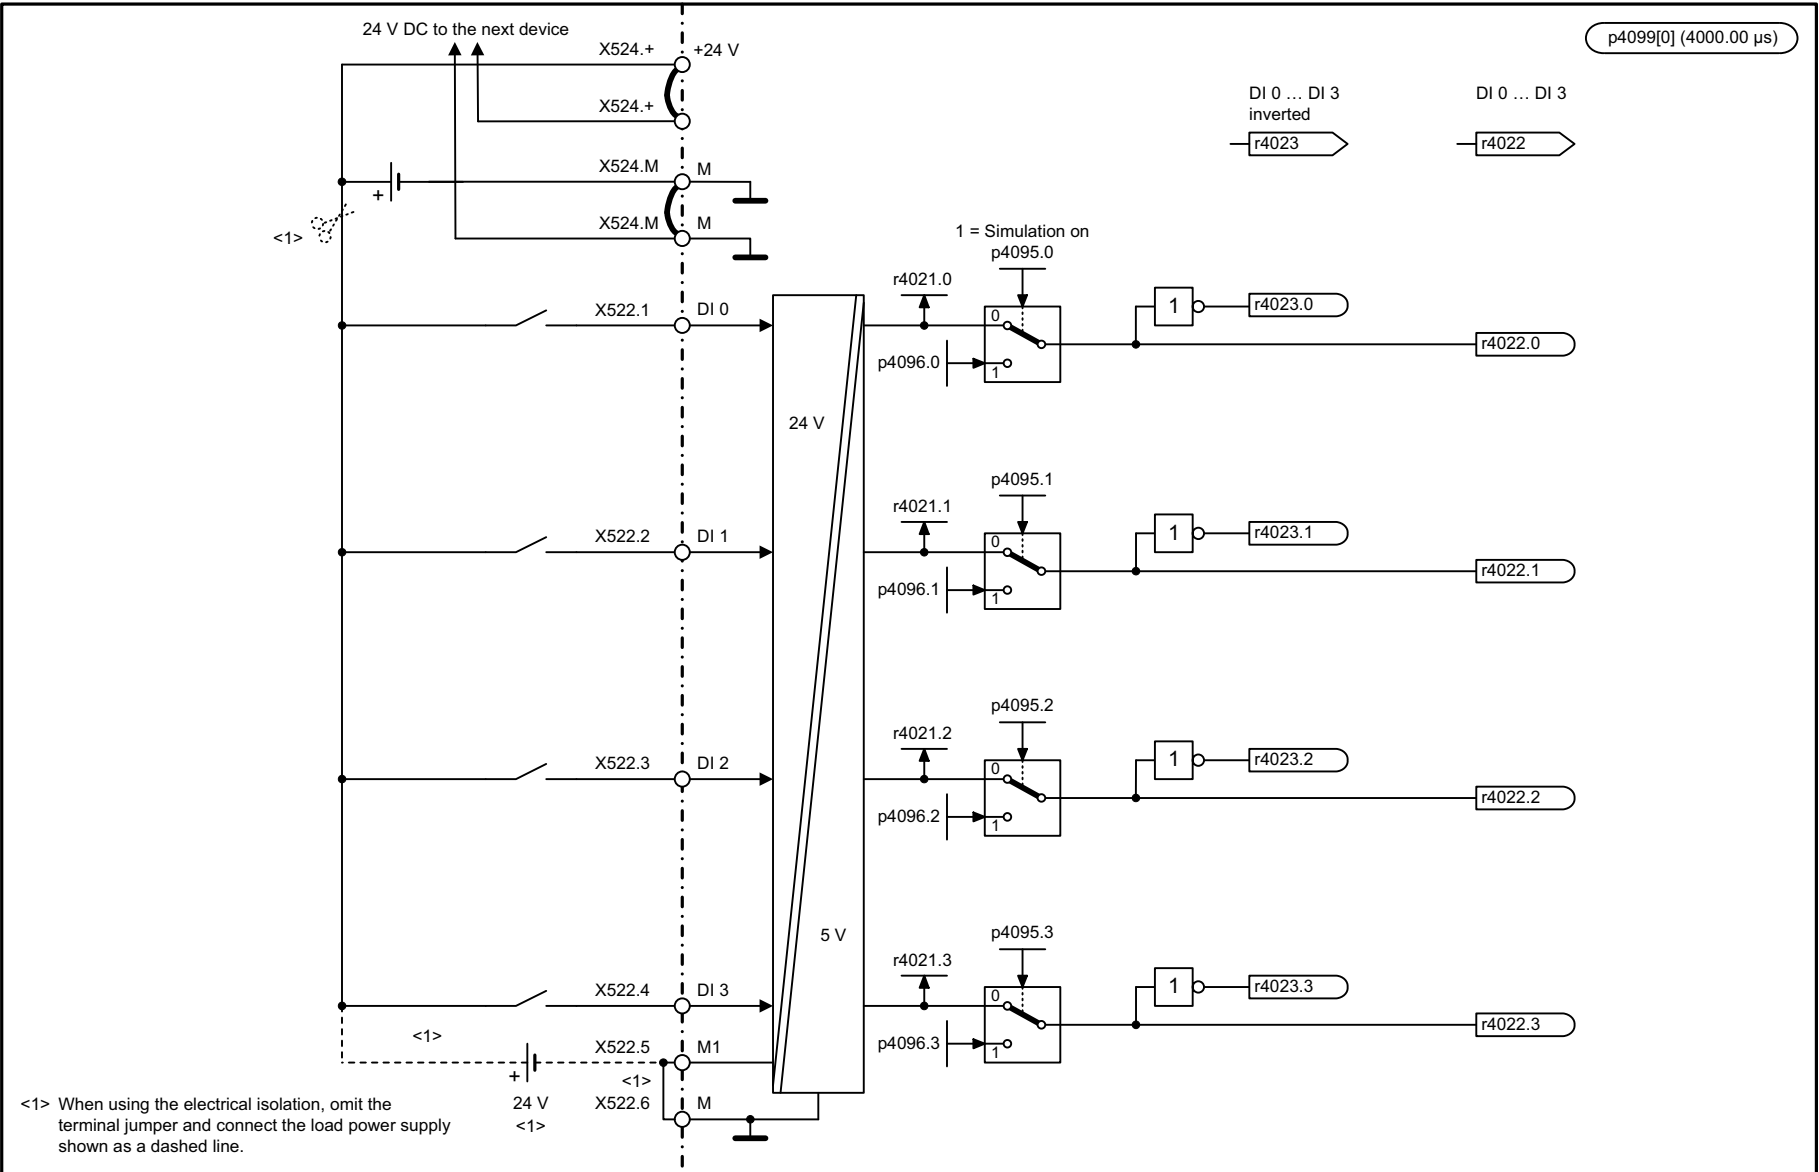 24 V DC to the next device
X524.+
+24 V
p4099[0] (4000.00 µs)
X524.+
DI 0 … DI 3
inverted
DI 0 … DI 3
r4023
r4022
X524.M
M
+
X524.M
M
<1>
1 = Simulation on
p4095.0
r4021.0
X522.1
DI 0
0
1
r4023.0
r4022.0
p4096.0
1
24 V
p4095.1
r4021.1
X522.2
DI 1
0
1
r4023.1
r4022.1
p4096.1
1
p4095.2
r4021.2
X522.3
DI 2
0
1
r4023.2
r4022.2
p4096.2
1
5 V
p4095.3
r4021.3
X522.4
DI 3
0
1
r4023.3
r4022.3
p4096.3
1
<1>
X522.5
M1
+
<1>
24 V
<1>
X522.6
M
<1> When using the electrical isolation, omit the
terminal jumper and connect the load power supply
shown as a dashed line.